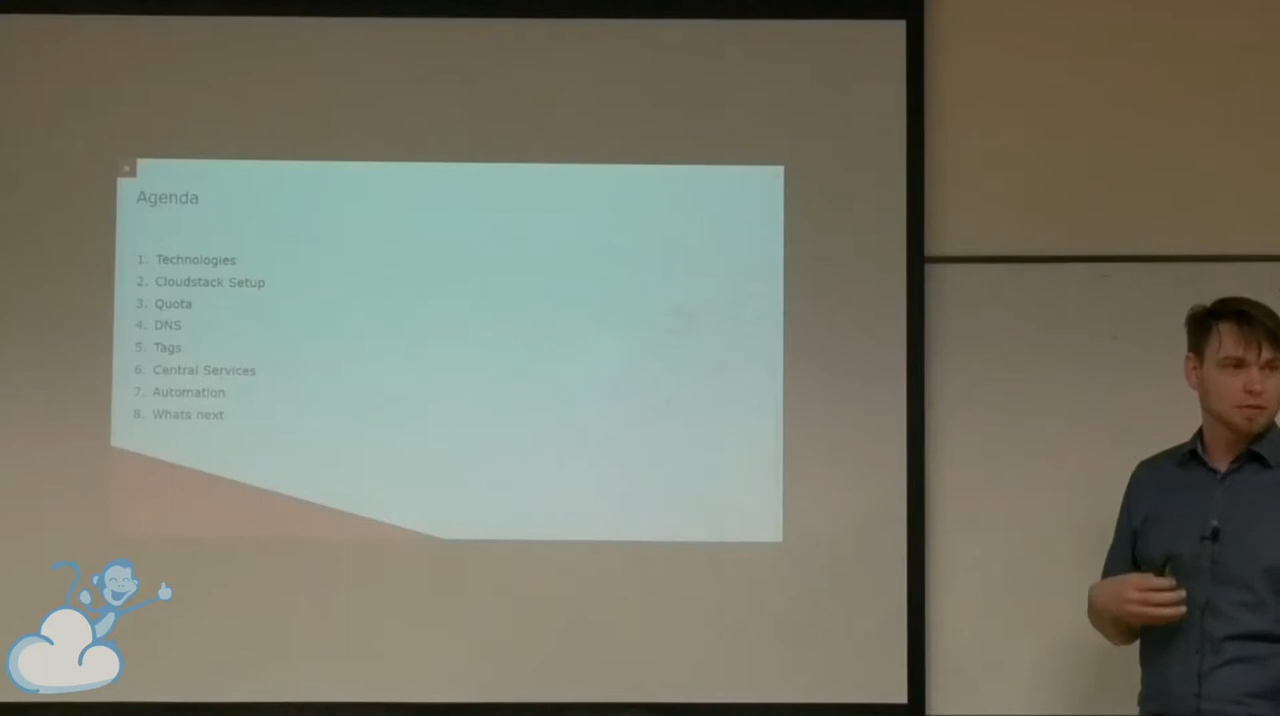 Agenda
1. Technologies
2. Cloudstack Setup
3. Quota
4. DNS
5. Tags
6. Central Services
7. Automation
8. Whats next